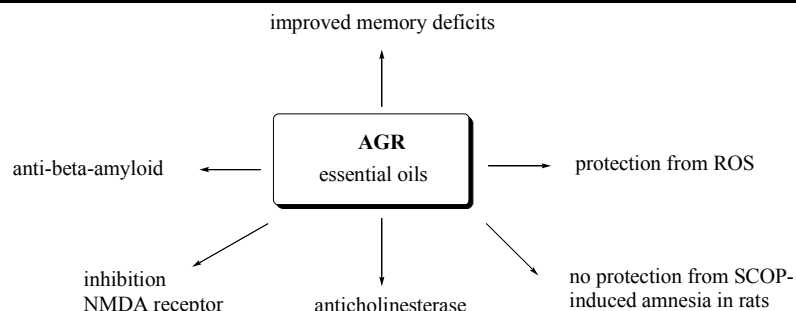 improved memory deficits
AGR
essential oils
anti-beta-amyloid
protection from ROS
inhibition
NMDA receptor
anticholinesterase
no protection from SCOP-
induced amnesia in rats